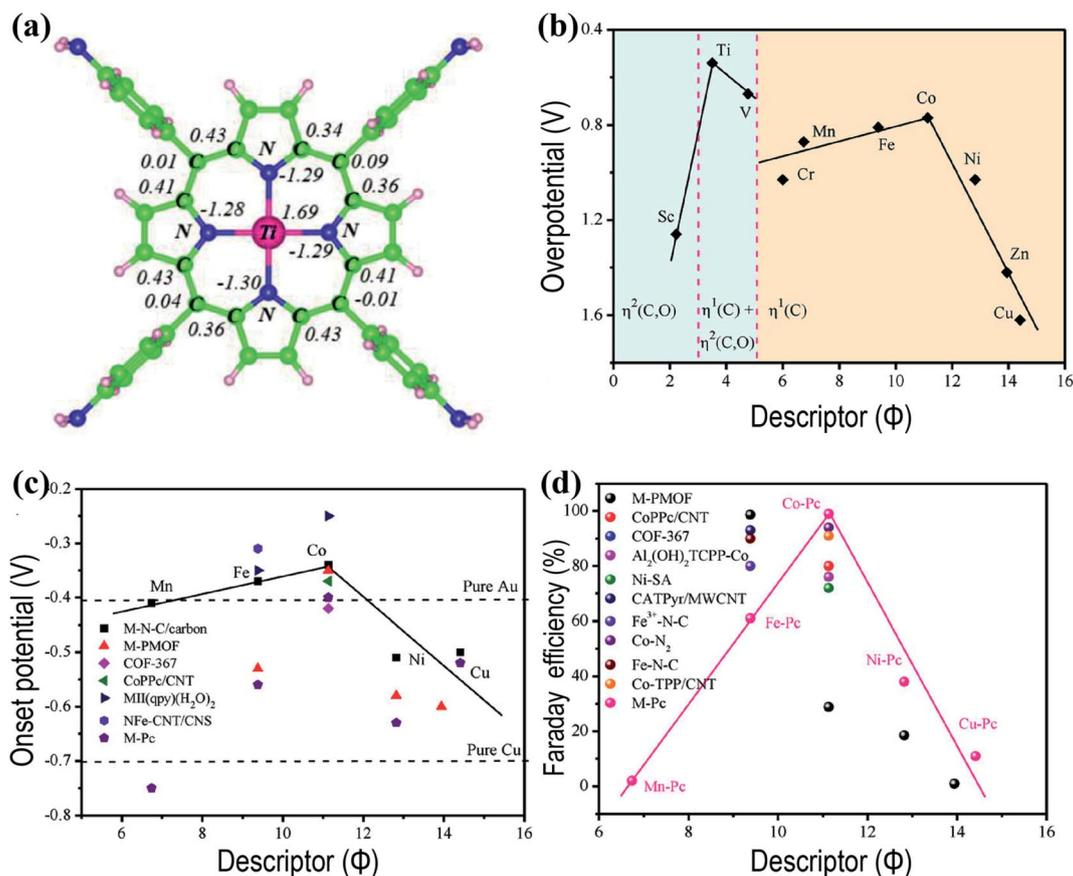 (a)
0.43
0.34
C
C
N
0.01
C
C
0.09
-1.29
0.41
0.36
C
C
-1.28
1.69
N
Ti
N
-1.29
C
C
0.43
-1.30
0.41
0.04
C
C
-0.01
N
C
C
0.36
0.43
(b)
Overpotential (V)
0.4
0.8
1.2
1.6
Ti
V
Co
Mn
Fe
Ni
Cr
Sc
Zn
Cu
η²(C,O)
η¹(C) +
η²(C,O)
η¹(C)
0 2 4 6 8 10 12 14 16
Descriptor (Φ)
(c)
Onset potential (V)
0.2
-0.3
-0.4
-0.5
-0.6
-0.7
-0.8
Co
Fe
Mn
Pure Au
M-N-C/carbon
M-PMOF
COF-367
CoPPc/CNT
MII(qpy)(H₂O)₂
NFe-CNT/CNS
M-Pc
Ni
Cu
Pure Cu
6 8 10 12 14 16
Descriptor (Φ)
(d)
Faraday efficiency (%)
100
80
60
40
20
0
M-PMOF
CoPPc/CNT
COF-367
Al₂(OH)₂TCPP-Co
Ni-SA
CATPyr/MWCNT
Fe³⁺-N-C
Co-N₂
Fe-N-C
Co-TPP/CNT
M-Pc
Co-Pc
Fe-Pc
Ni-Pc
Cu-Pc
Mn-Pc
6 8 10 12 14 16
Descriptor (Φ)